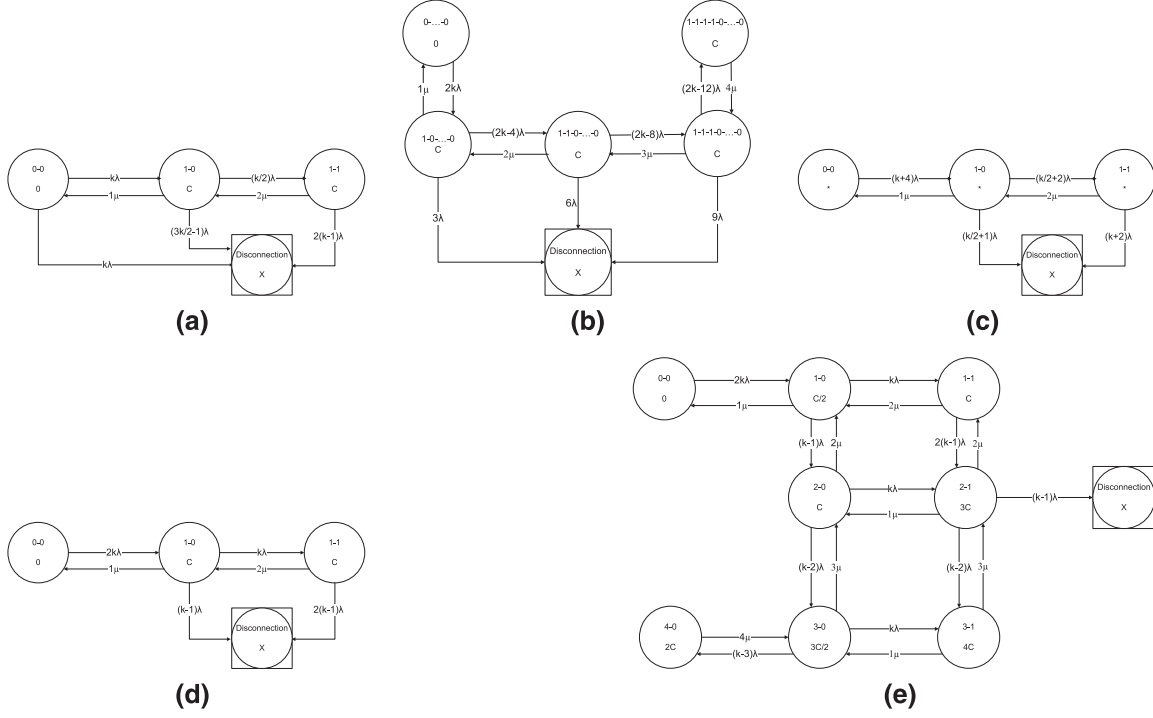 0-0
0
kλ
1μ
1-0
C
(k/2)λ
2μ
1-1
C
(3k/2-1)λ
2(k-1)λ
kλ
Disconnection
X
(a)
0-...-0
0
1μ
2kλ
1-0-...-0
C
(2k-4)λ
2μ
1-1-0-...-0
C
(2k-8)λ
3μ
1-1-1-0-...-0
C
(2k-12)λ
4μ
1-1-1-1-0-...-0
C
3λ
6λ
9λ
Disconnection
X
(b)
0-0
*
(k+4)λ
1μ
1-0
*
(k/2+2)λ
2μ
1-1
*
(k/2+1)λ
(k+2)λ
Disconnection
X
(c)
0-0
0
2kλ
1μ
1-0
C
kλ
2μ
1-1
C
(k-1)λ
2(k-1)λ
Disconnection
X
(d)
0-0
0
2kλ
1μ
1-0
C/2
kλ
2μ
1-1
C
(k-1)λ
2μ
2(k-1)λ
2μ
2-0
C
kλ
1μ
2-1
3C
(k-1)λ
Disconnection
X
(k-2)λ
3μ
(k-2)λ
3μ
4-0
2C
4μ
(k-3)λ
3-0
3C/2
kλ
1μ
3-1
4C
(e)